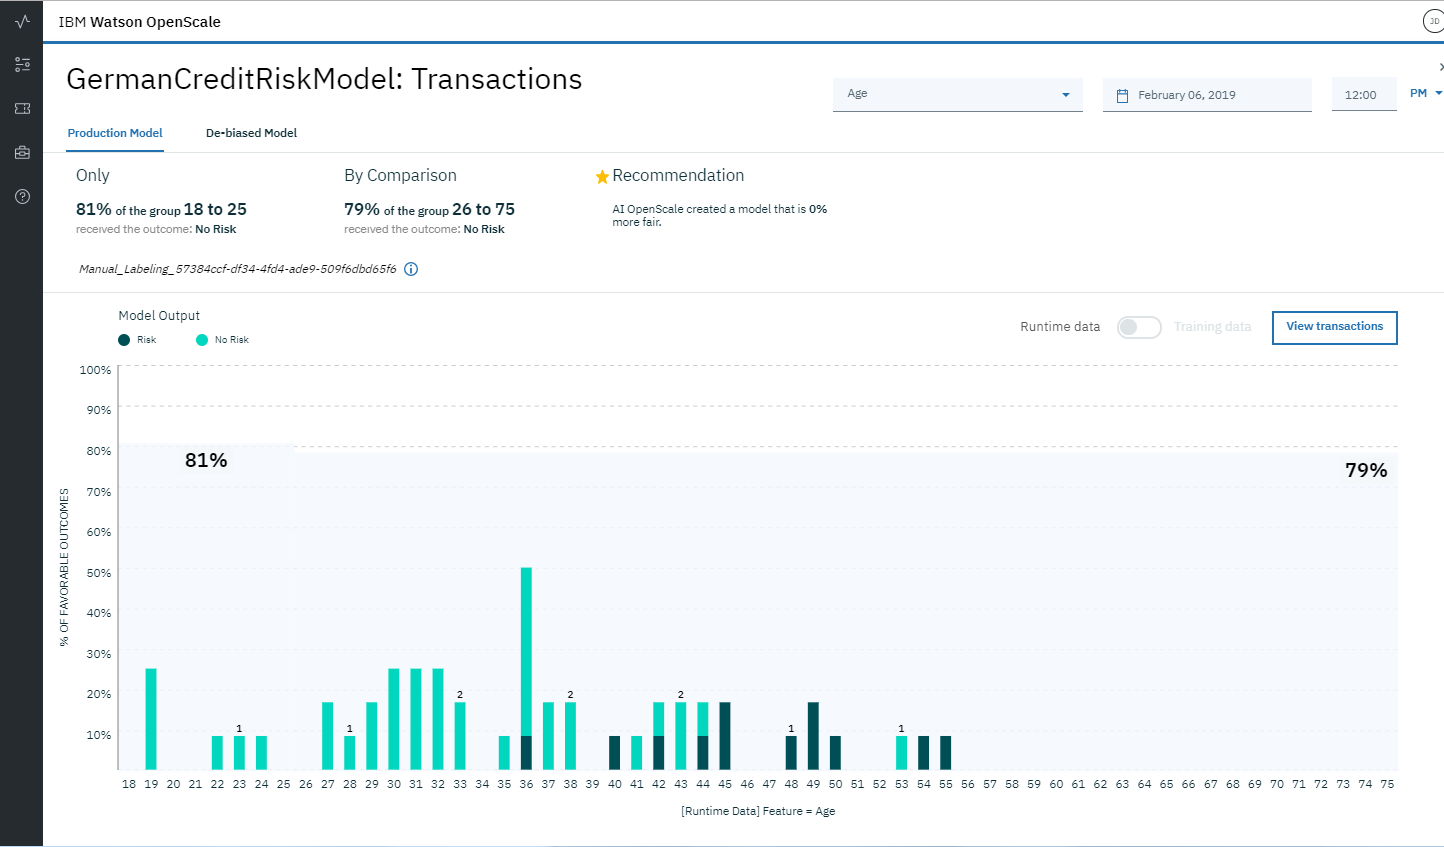 IBM Watson OpenScale
JD
GermanCreditRiskModel: Transactions
Age
February 06, 2019
12:00
PM
Production Model
De-biased Model
Only
81% of the group 18 to 25
received the outcome: No Risk
By Comparison
79% of the group 26 to 75
received the outcome: No Risk
Recommendation
AI OpenScale created a model that is 0%
more fair.
Manual_Labeling_57384ccf-df34-4fd4-ade9-509f6dbd65f6
Model Output
Risk
No Risk
Runtime data
Training data
View transactions
% OF FAVORABLE OUTCOMES
100%
90%
80%
70%
60%
50%
40%
30%
20%
10%
81%
79%
1 1 2 2 2 1 1
18 19 20 21 22 23 24 25 26 27 28 29 30 31 32 33 34 35 36 37 38 39 40 41 42 43 44 45 46 47 48 49 50 51 52 53 54 55 56 57 58 59 60 61 62 63 64 65 66 67 68 69 70 71 72 73 74 75
[Runtime Data] Feature = Age